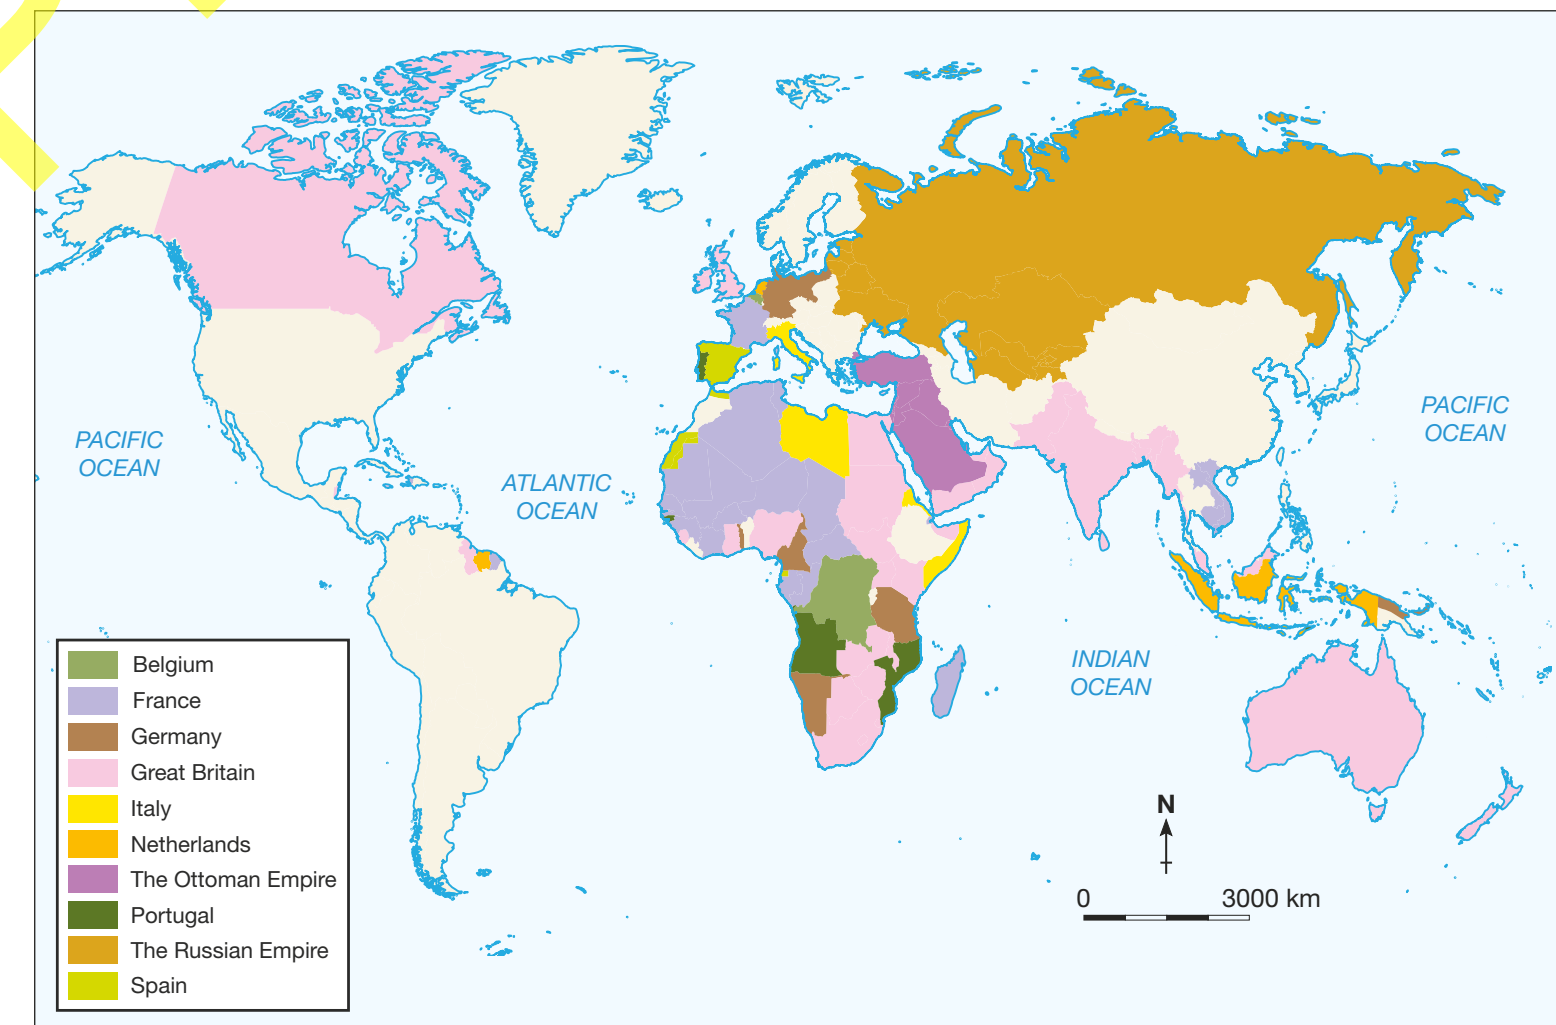 PACIFIC
OCEAN
ATLANTIC
OCEAN
PACIFIC
OCEAN
INDIAN
OCEAN
Belgium
France
Germany
Great Britain
Italy
Netherlands
The Ottoman Empire
Portugal
The Russian Empire
Spain
N
0 3000 km